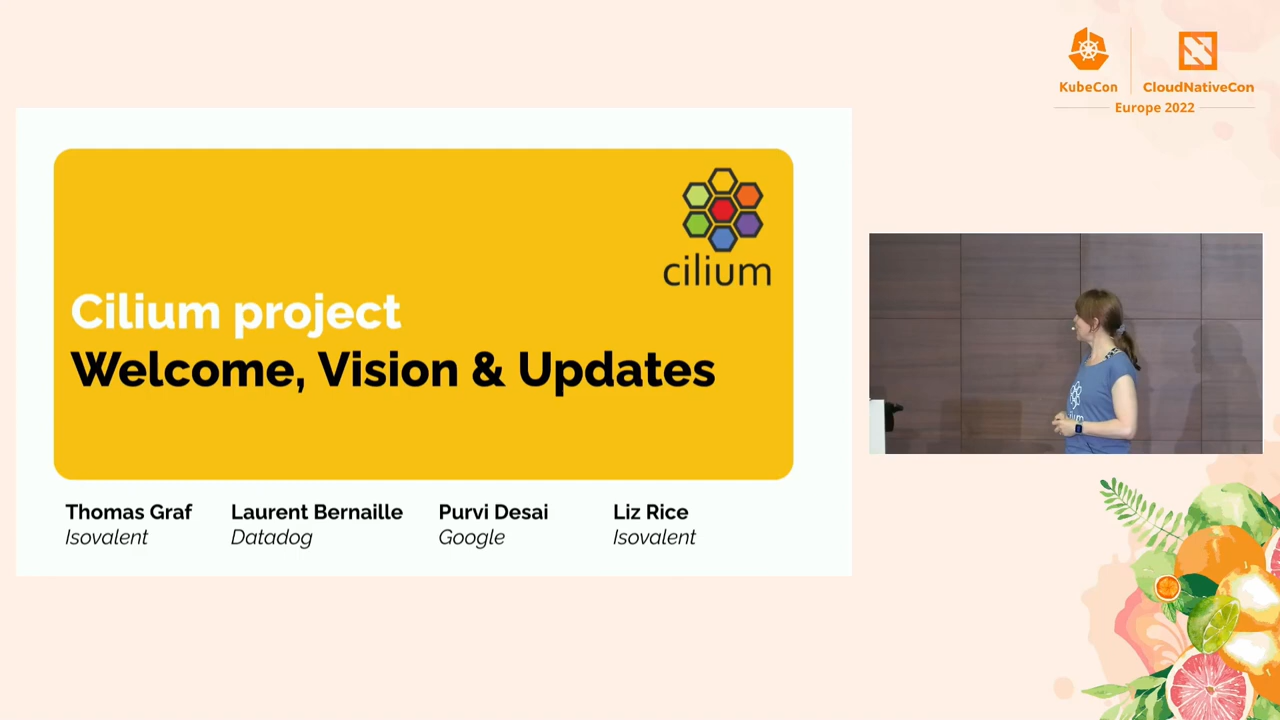 KubeCon
CloudNativeCon
Europe 2022
cilium
Cilium project
Welcome, Vision & Updates
Thomas Graf
Isovalent
Laurent Bernaille
Datadog
Purvi Desai
Google
Liz Rice
Isovalent